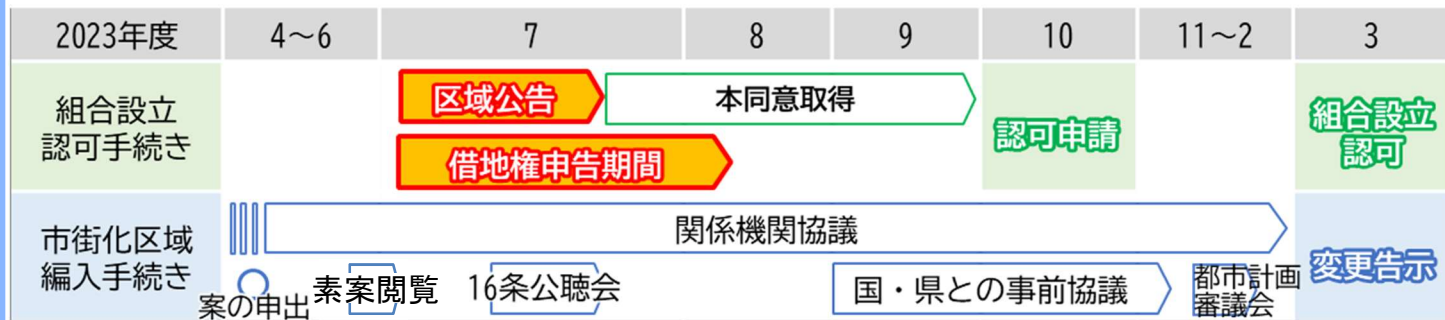 2023年度 4～6 7 8 9 10 11～2 3
組合設立
認可手続き
区域公告
本同意取得
借地権申告期間
認可申請
組合設立
認可
市街化区域
編入手続き
関係機関協議
案の申出
素案閲覧
16条公聴会
国・県との事前協議
都市計画
審議会
変更告示